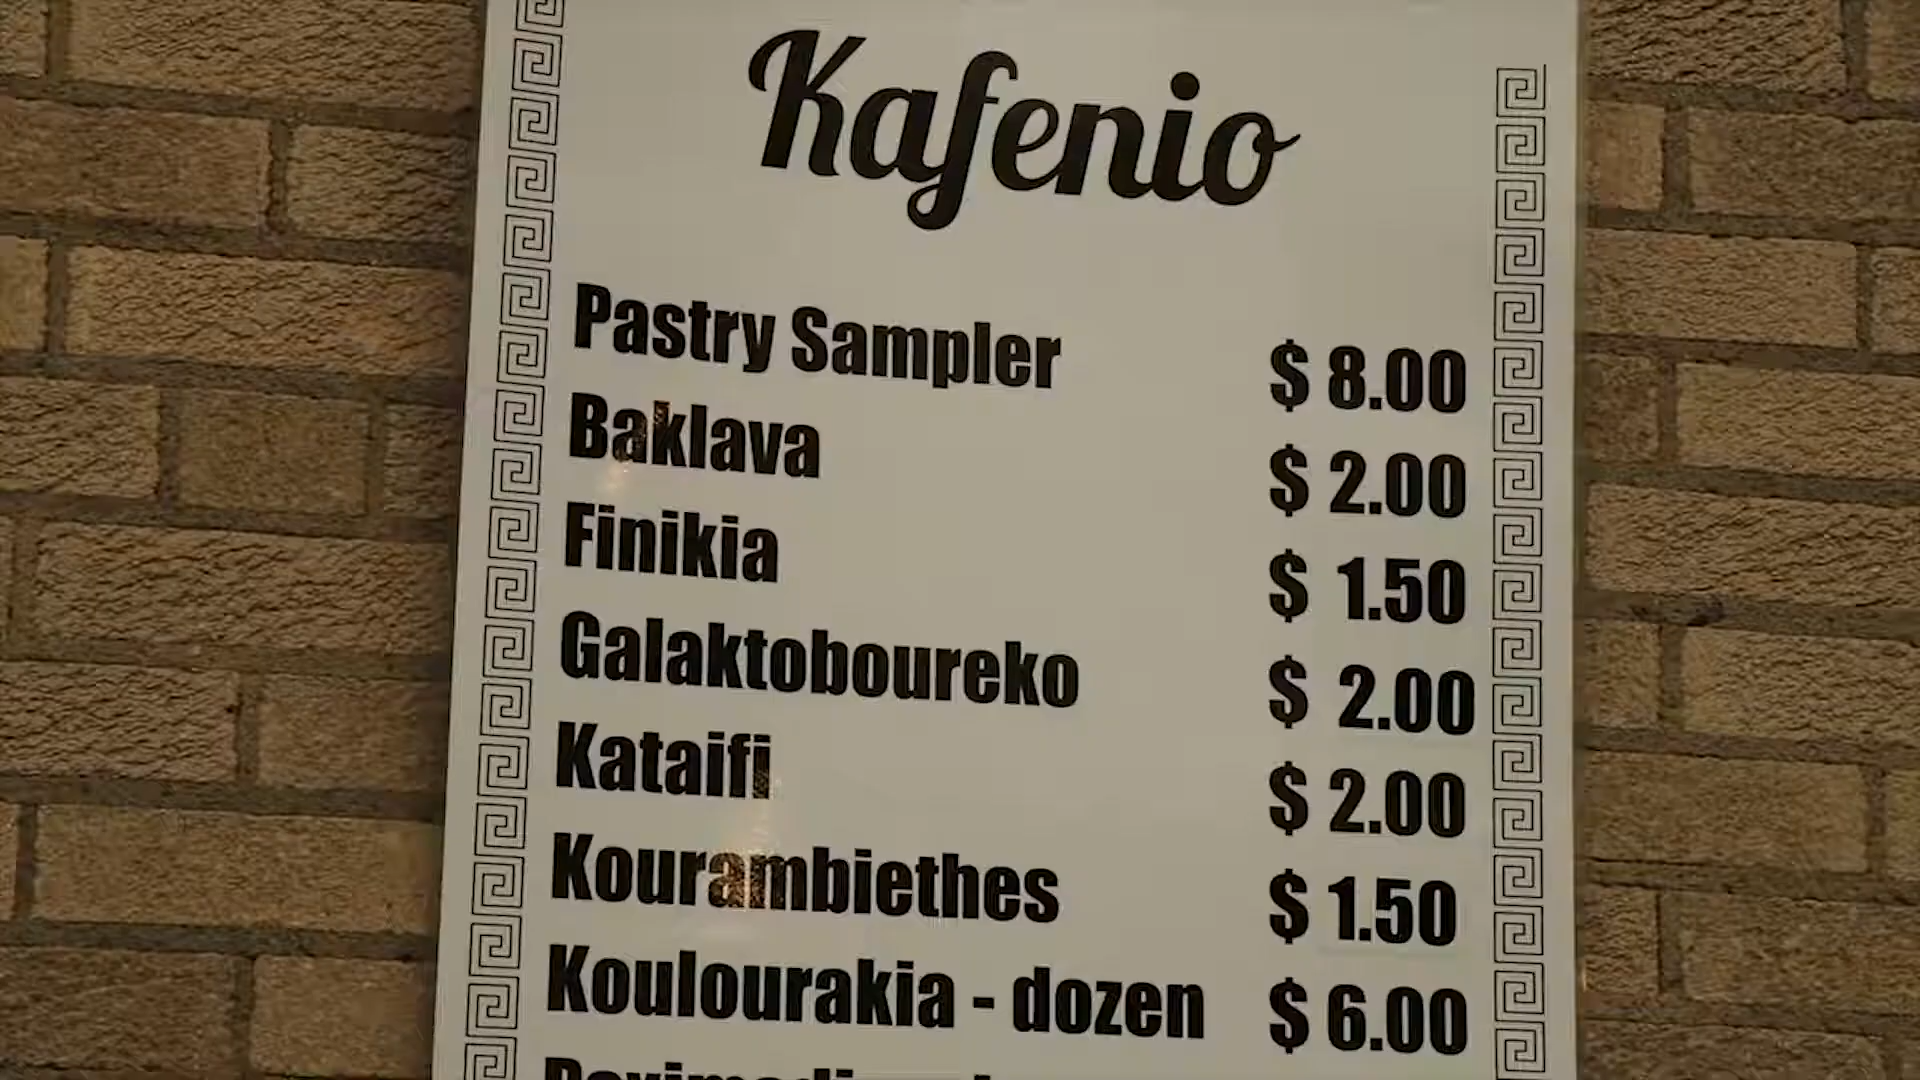 Kafenio
Pastry Sampler $ 8.00
Baklava $ 2.00
Finikia $ 1.50
Galaktoboureko $ 2.00
Kataifi $ 2.00
Kourambiethes $ 1.50
Koulourakia - dozen $ 6.00